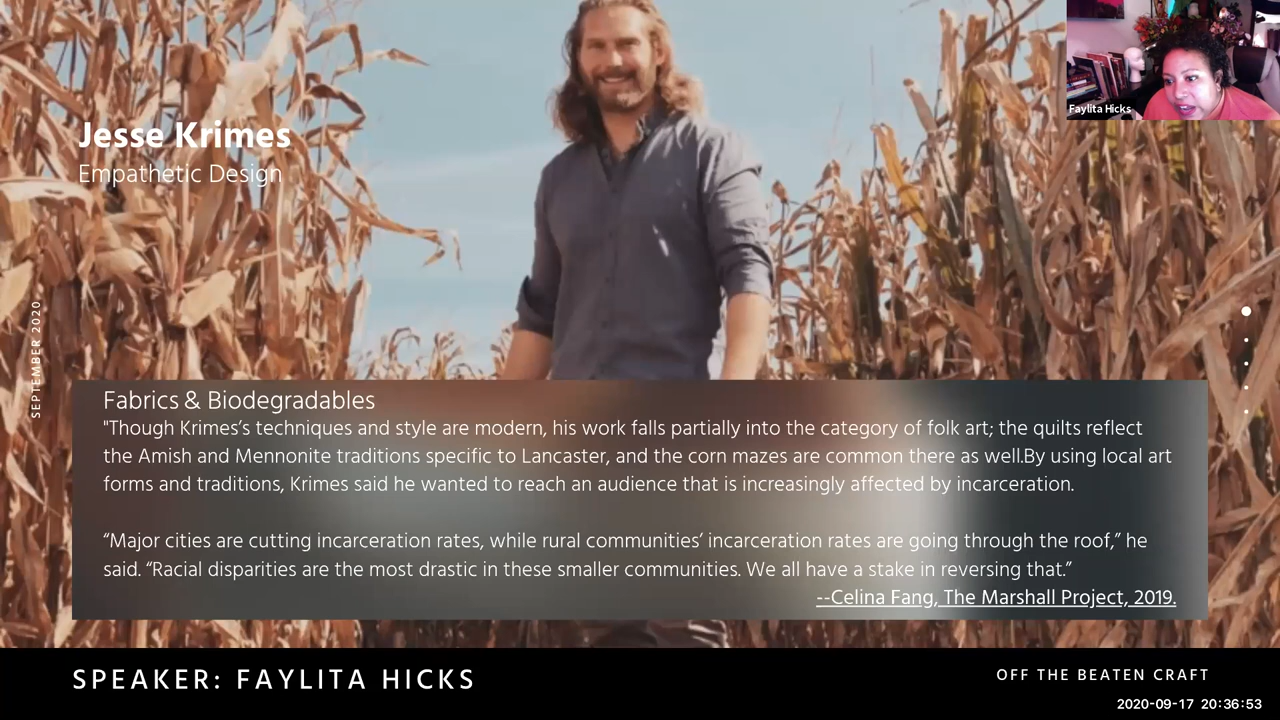 Faylita Hicks
Jesse Krimes
Empathetic Design
SEPTEMBER 2020
Fabrics & Biodegradables
"Though Krimes’s techniques and style are modern, his work falls partially into the category of folk art; the quilts reflect
the Amish and Mennonite traditions specific to Lancaster, and the corn mazes are common there as well.By using local art
forms and traditions, Krimes said he wanted to reach an audience that is increasingly affected by incarceration.
“Major cities are cutting incarceration rates, while rural communities’ incarceration rates are going through the roof,” he
said. “Racial disparities are the most drastic in these smaller communities. We all have a stake in reversing that.”
--Celina Fang, The Marshall Project, 2019.
SPEAKER: FAYLITA HICKS
OFF THE BEATEN CRAFT
2020-09-17 20:36:53